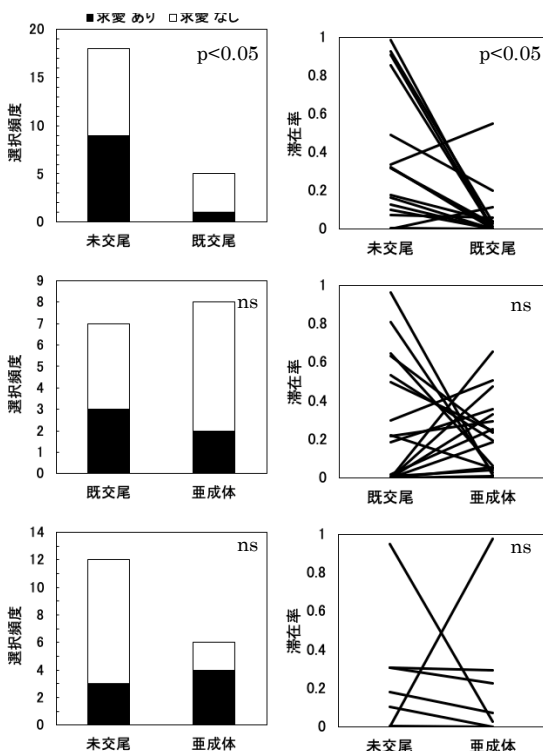 ■求愛 あり □求愛 なし
20
15
10
5
0
選択頻度
p<0.05
未交尾 既交尾
1
0.8
0.6
0.4
0.2
0
滞在率
p<0.05
未交尾 既交尾
9
8
7
6
5
4
3
2
1
0
選択頻度
ns
既交尾 亜成体
1
0.8
0.6
0.4
0.2
0
滞在率
ns
既交尾 亜成体
14
12
10
8
6
4
2
0
選択頻度
ns
未交尾 亜成体
1
0.8
0.6
0.4
0.2
0
滞在率
ns
未交尾 亜成体